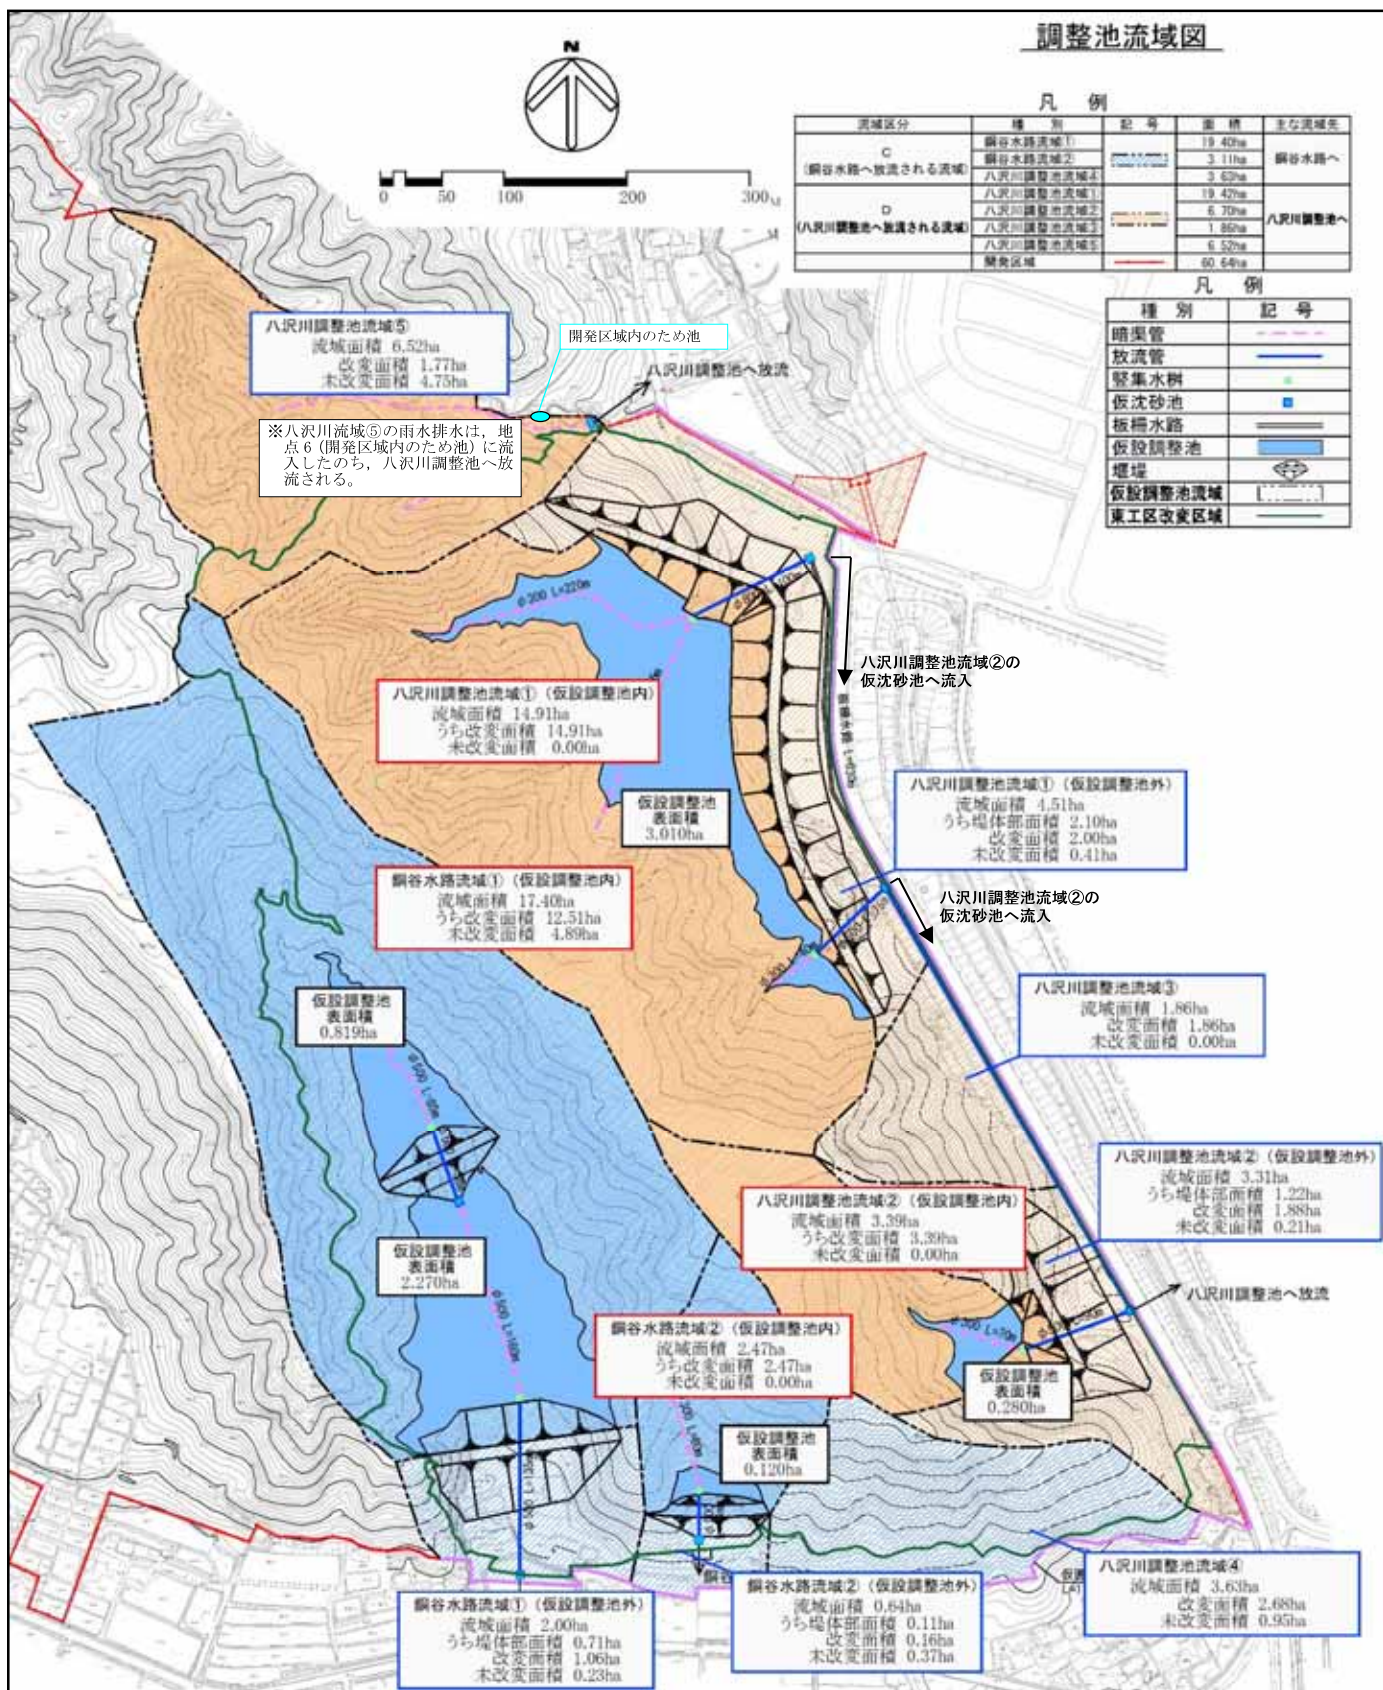 調整池流域図
N
0 50 100 200 300M
凡 例
流域区分 種 別 記 号 面 積 主な流域先
C
(銅谷水路へ放流される流域)
銅谷水路流域① 19.40ha
銅谷水路流域② 3.11ha
八沢川調整池流域④ 3.63ha
銅谷水路へ
D
(八沢川調整池へ放流される流域)
八沢川調整池流域① 19.42ha
八沢川調整池流域② 6.70ha
八沢川調整池流域③ 1.86ha
八沢川調整池流域⑤ 6.52ha
八沢川調整池へ
開発区域 60.64ha
凡 例
種 別 記 号
暗渠管
放流管
竪集水桝
仮沈砂池
板柵水路
仮設調整池
堰堤
仮設調整池流域
東工区改変区域
八沢川調整池流域⑤
流域面積 6.52ha
改変面積 1.77ha
未改変面積 4.75ha
開発区域内のため池
八沢川調整池へ放流
※八沢川流域⑤の雨水排水は，地
点6（開発区域内のため池）に流
入したのち，八沢川調整池へ放
流される。
φ200 L=220m
八沢川調整池流域②の
仮沈砂池へ流入
八沢川調整池流域①（仮設調整池内）
流域面積 14.91ha
うち改変面積 14.91ha
未改変面積 0.00ha
仮設調整池
表面積
3.010ha
八沢川調整池流域①（仮設調整池外）
流域面積 4.51ha
うち堤体部面積 2.10ha
改変面積 2.00ha
未改変面積 0.41ha
銅谷水路流域①（仮設調整池内）
流域面積 17.40ha
うち改変面積 12.51ha
未改変面積 4.89ha
八沢川調整池流域②の
仮沈砂池へ流入
仮設調整池
表面積
0.819ha
八沢川調整池流域③
流域面積 1.86ha
改変面積 1.86ha
未改変面積 0.00ha
八沢川調整池流域②（仮設調整池外）
流域面積 3.31ha
うち堤体部面積 1.22ha
改変面積 1.88ha
未改変面積 0.21ha
八沢川調整池流域②（仮設調整池内）
流域面積 3.39ha
うち改変面積 3.39ha
未改変面積 0.00ha
仮設調整池
表面積
2.270ha
八沢川調整池へ放流
φ500 L=160m
φ300 L=70m
銅谷水路流域②（仮設調整池内）
流域面積 2.47ha
うち改変面積 2.47ha
未改変面積 0.00ha
仮設調整池
表面積
0.280ha
仮設調整池
表面積
0.120ha
八沢川調整池流域④
流域面積 3.63ha
改変面積 2.68ha
未改変面積 0.95ha
銅谷水路流域②（仮設調整池外）
流域面積 0.64ha
うち堤体部面積 0.11ha
改変面積 0.16ha
未改変面積 0.37ha
銅谷水路流域①（仮設調整池外）
流域面積 2.00ha
うち堤体部面積 0.71ha
改変面積 1.06ha
未改変面積 0.23ha